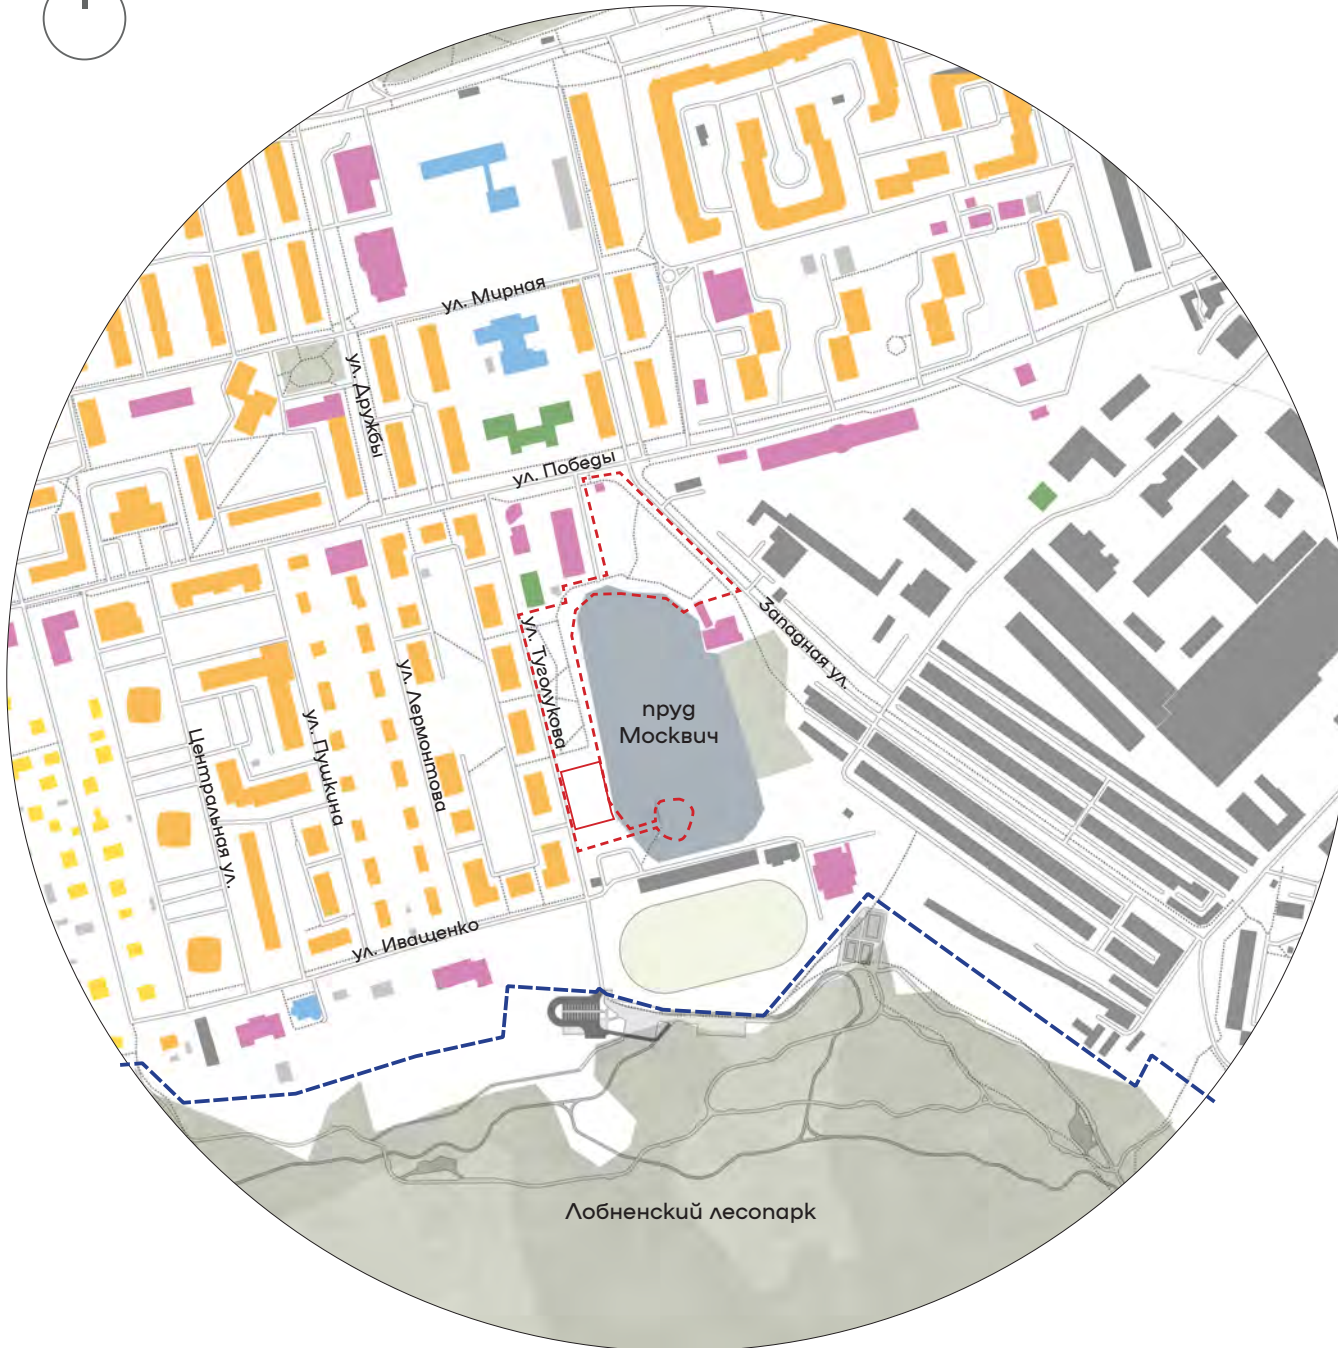 ул. Мирная
ул. Дружбы
ул. Победы
Западная ул.
ул. Туголукова
пруд
Москвич
ул. Лермонтова
ул. Пушкина
Центральная ул.
ул. Иващенко
Лобненский лесопарк